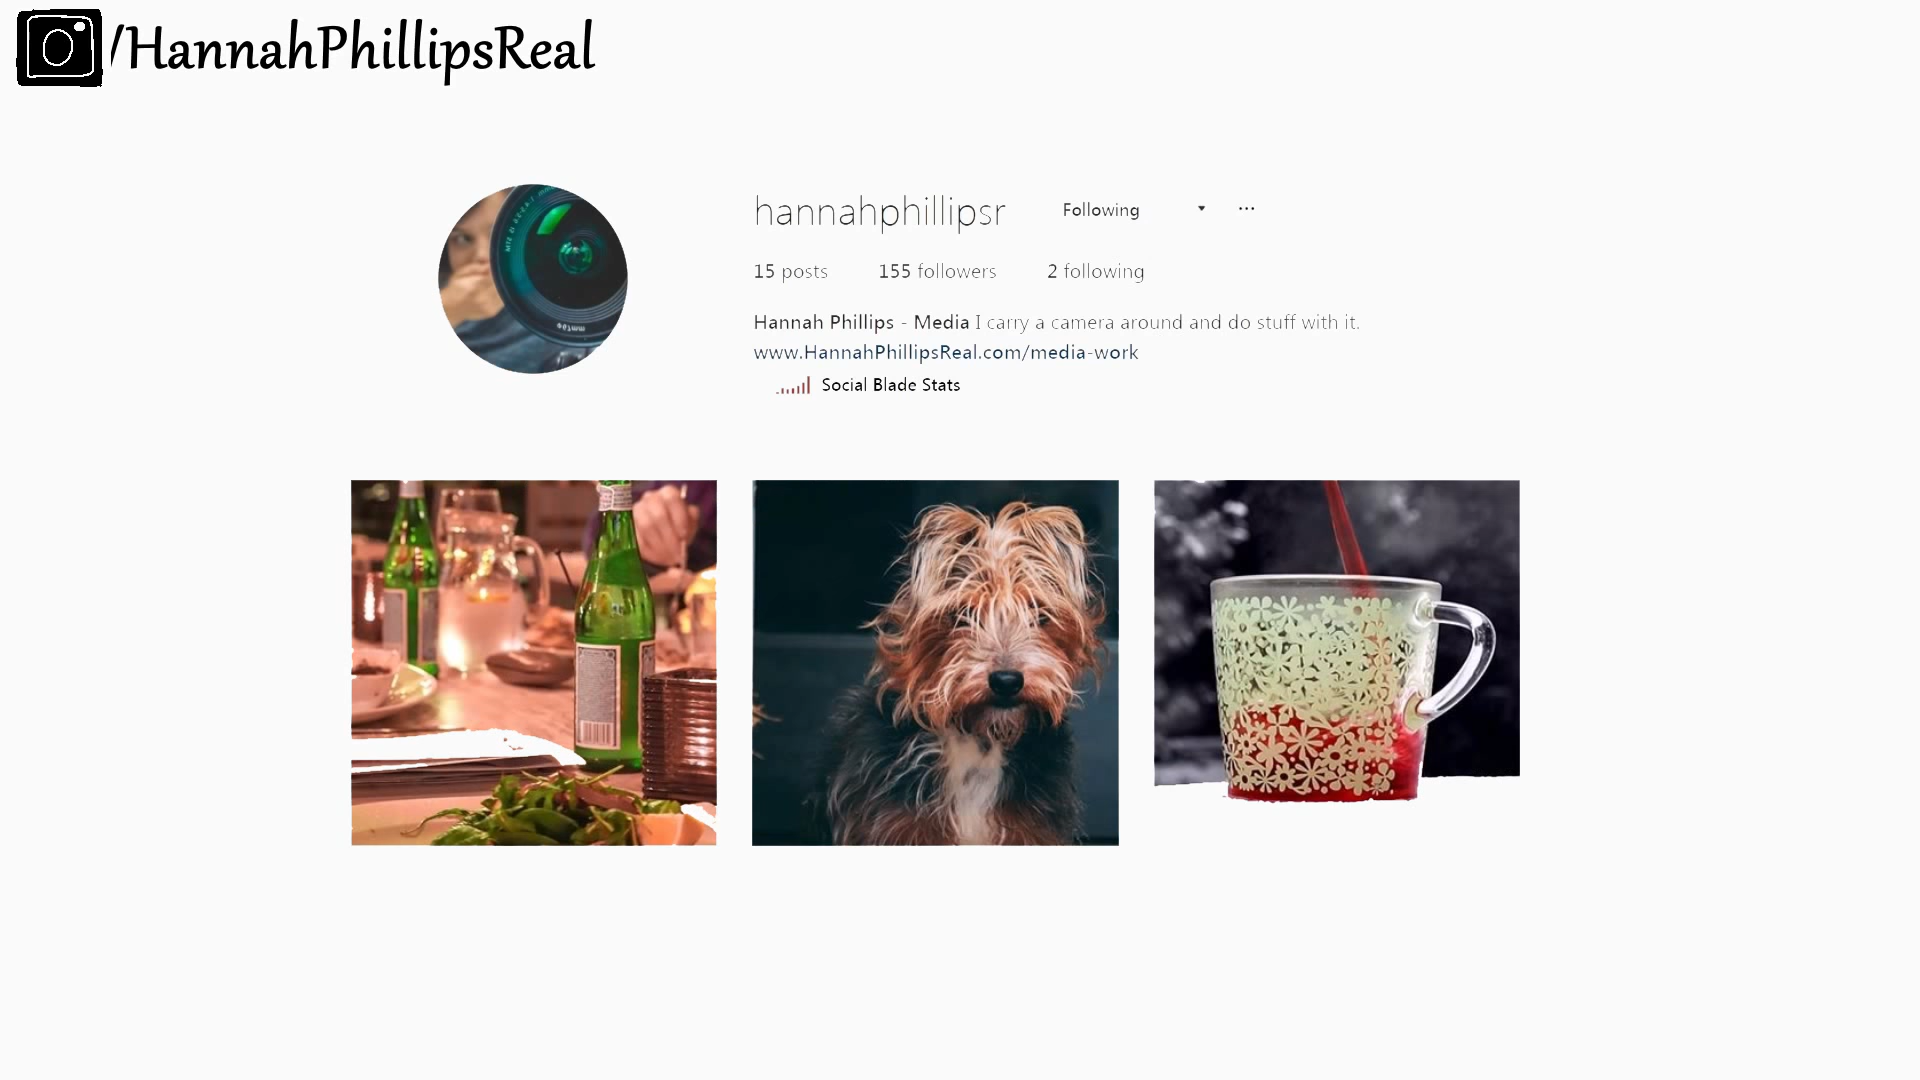 /HannahPhillipsReal
hannahphillipsr
Following
15 posts 155 followers 2 following
Hannah Phillips - Media I carry a camera around and do stuff with it.
www.HannahPhillipsReal.com/media-work
Social Blade Stats